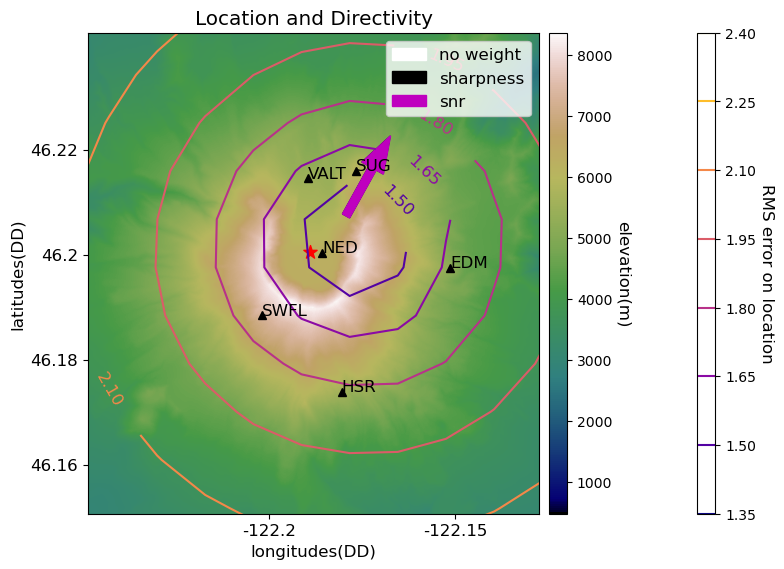 Location and Directivity
no weight
sharpness
snr
1.80
1.65
1.50
2.10
VALT
SUG
NED
EDM
SWFL
HSR
46.22
46.2
46.18
46.16
latitudes(DD)
-122.2
-122.15
longitudes(DD)
8000
7000
6000
5000
4000
3000
2000
1000
elevation(m)
2.40
2.25
2.10
1.95
1.80
1.65
1.50
1.35
RMS error on location